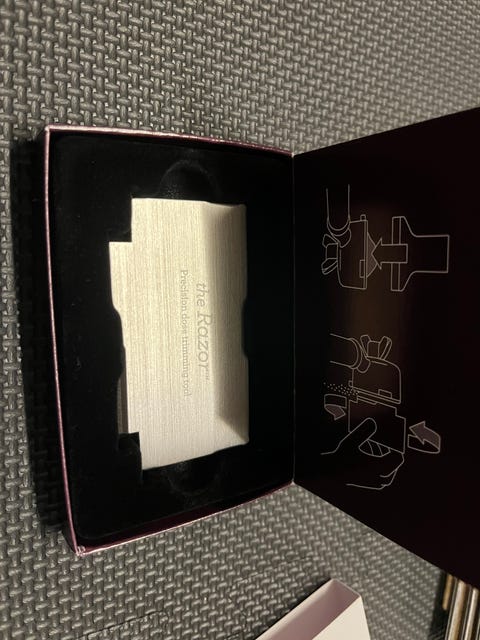 the Razor™
Precision dose trimming tool